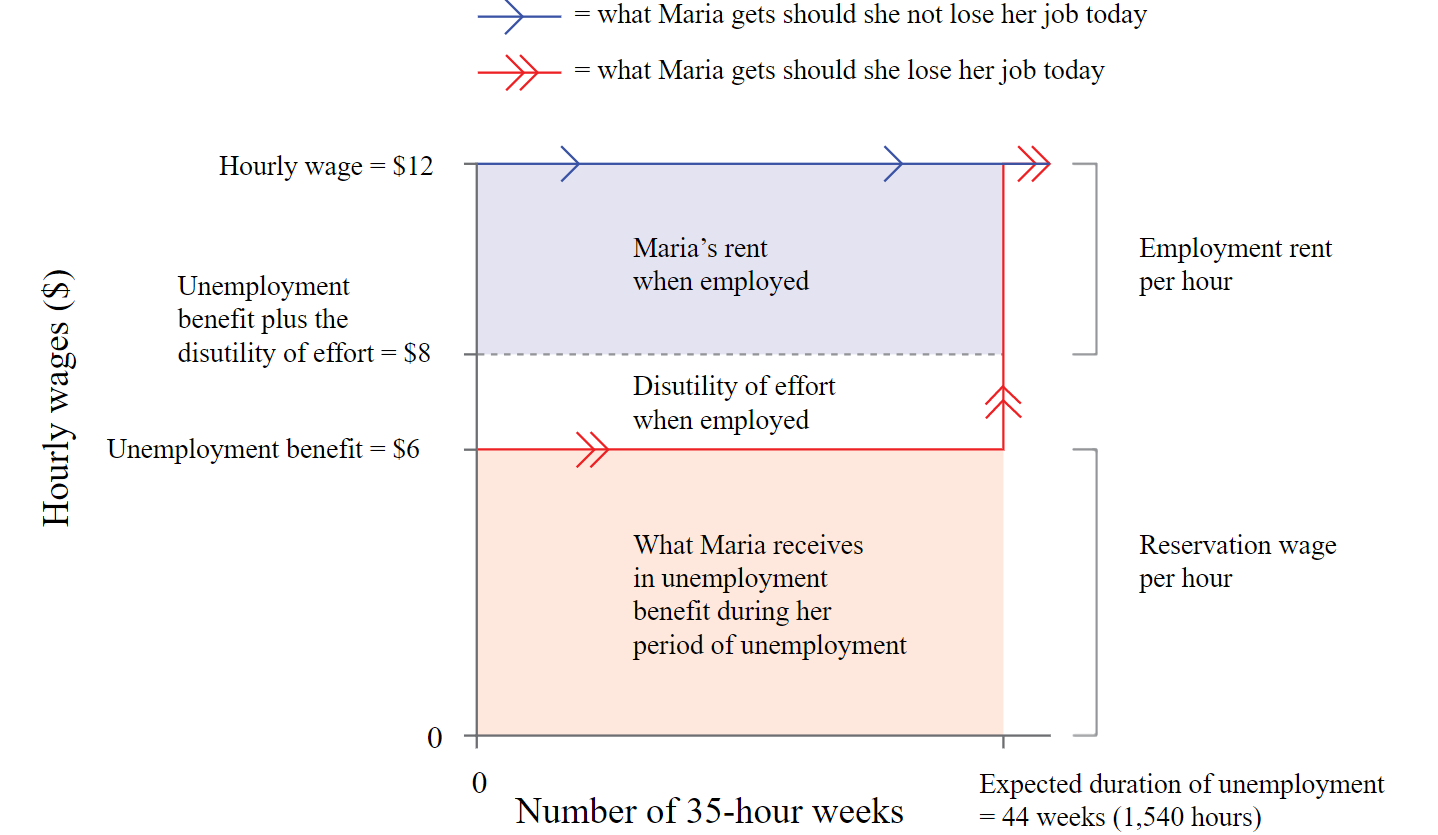 = what Maria gets should she not lose her job today
= what Maria gets should she lose her job today
Hourly wage = $12
Maria’s rent
when employed
Employment rent
per hour
Unemployment
benefit plus the
disutility of effort = $8
Hourly wages ($)
Disutility of effort
when employed
Unemployment benefit = $6
What Maria receives
in unemployment
benefit during her
period of unemployment
Reservation wage
per hour
0
0
Number of 35-hour weeks
Expected duration of unemployment
= 44 weeks (1,540 hours)